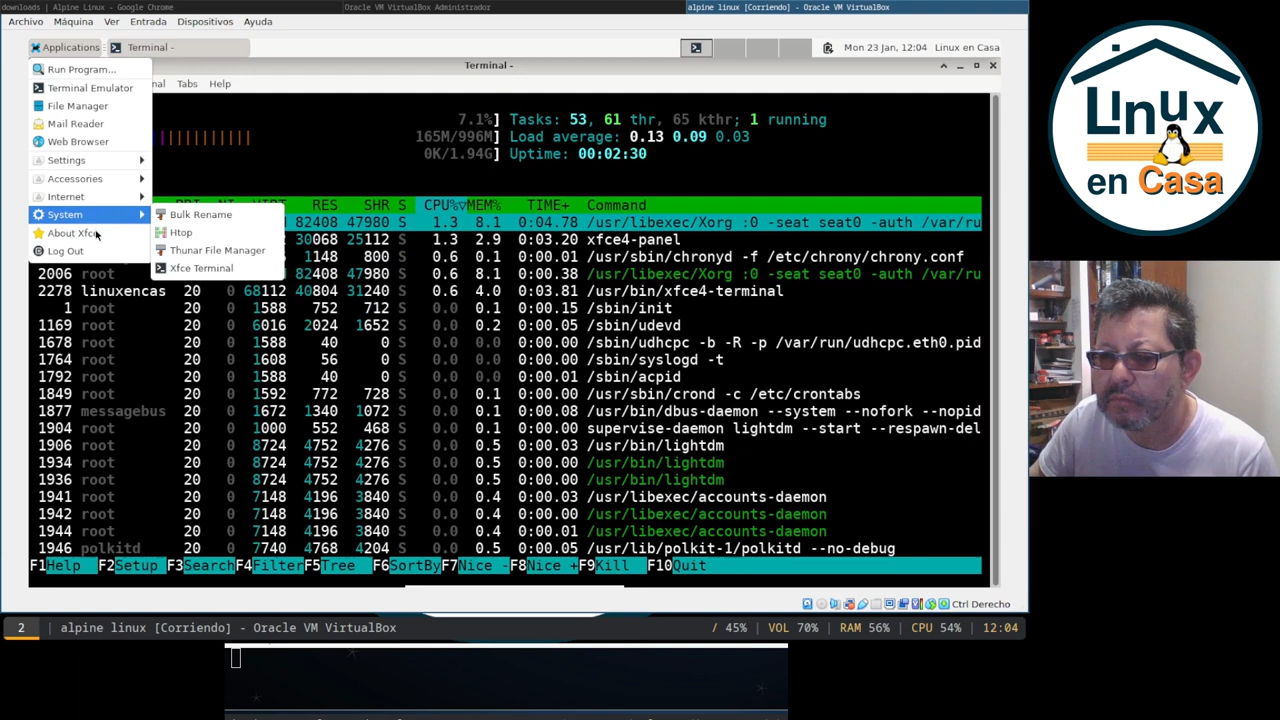 downloads | Alpine Linux - Google Chrome
Oracle VM VirtualBox Administrador
alpine linux [Corriendo] - Oracle VM VirtualBox
Archivo Máquina Ver Entrada Dispositivos Ayuda
Applications Terminal - Mon 23 Jan, 12:04 Linux en Casa
Terminal -
nal Tabs Help
Run Program...
Terminal Emulator
File Manager
Mail Reader
Web Browser
Settings
Accessories
Internet
System
About Xfce
Log Out
Bulk Rename
Htop
Thunar File Manager
Xfce Terminal
7.1%] Tasks: 53, 61 thr, 65 kthr; 1 running
165M/996M] Load average: 0.13 0.09 0.03
0K/1.94G] Uptime: 00:02:30
RES SHR S CPU%▽MEM% TIME+ Command
82408 47980 S 1.3 8.1 0:04.78 /usr/libexec/Xorg :0 -seat seat0 -auth /var/ru
30068 25112 S 1.3 2.9 0:03.20 xfce4-panel
1148 800 S 0.6 0.1 0:00.03 /usr/sbin/chronyd -f /etc/chrony/chrony.conf
2006 root 82408 47980 S 0.6 8.1 0:00.38 /usr/libexec/Xorg :0 -seat seat0 -auth /var/ru
2278 linuxencas 20 0 68112 40804 31240 S 0.6 4.0 0:03.81 /usr/bin/xfce4-terminal
1 root 20 0 1588 752 712 S 0.0 0.1 0:00.15 /sbin/init
1169 root 20 0 6016 2024 1652 S 0.0 0.2 0:00.05 /sbin/udevd
1678 root 20 0 1588 40 0 S 0.0 0.0 0:00.00 /sbin/udhcpc -b -R -p /var/run/udhcpc.eth0.pid
1764 root 20 0 1608 56 0 S 0.0 0.0 0:00.00 /sbin/syslogd -t
1792 root 20 0 1588 40 0 S 0.0 0.0 0:00.01 /sbin/acpid
1849 root 20 0 1592 772 728 S 0.0 0.1 0:00.00 /usr/sbin/crond -c /etc/crontabs
1877 messagebus 20 0 1672 1340 1072 S 0.0 0.1 0:00.08 /usr/bin/dbus-daemon --system --nofork --nopid
1904 root 20 0 1000 552 468 S 0.0 0.1 0:00.00 supervise-daemon lightdm --start --respawn-del
1906 root 20 0 8724 4752 4276 S 0.0 0.5 0:00.03 /usr/bin/lightdm
1934 root 20 0 8724 4752 4276 S 0.0 0.5 0:00.00 /usr/bin/lightdm
1936 root 20 0 8724 4752 4276 S 0.0 0.5 0:00.00 /usr/bin/lightdm
1941 root 20 0 7148 4196 3840 S 0.0 0.4 0:00.03 /usr/libexec/accounts-daemon
1942 root 20 0 7148 4196 3840 S 0.0 0.4 0:00.00 /usr/libexec/accounts-daemon
1944 root 20 0 7148 4196 3840 S 0.0 0.4 0:00.01 /usr/libexec/accounts-daemon
1946 polkitd 20 0 7740 4768 4204 S 0.0 0.5 0:00.05 /usr/lib/polkit-1/polkitd --no-debug
F1Help F2Setup F3SearchF4FilterF5Tree F6SortByF7Nice -F8Nice +F9Kill F10Quit
Ctrl Derecho
2 alpine linux [Corriendo] - Oracle VM VirtualBox / 45% | VOL 70% | RAM 56% | CPU 54% | 12:04
Linux
en Casa